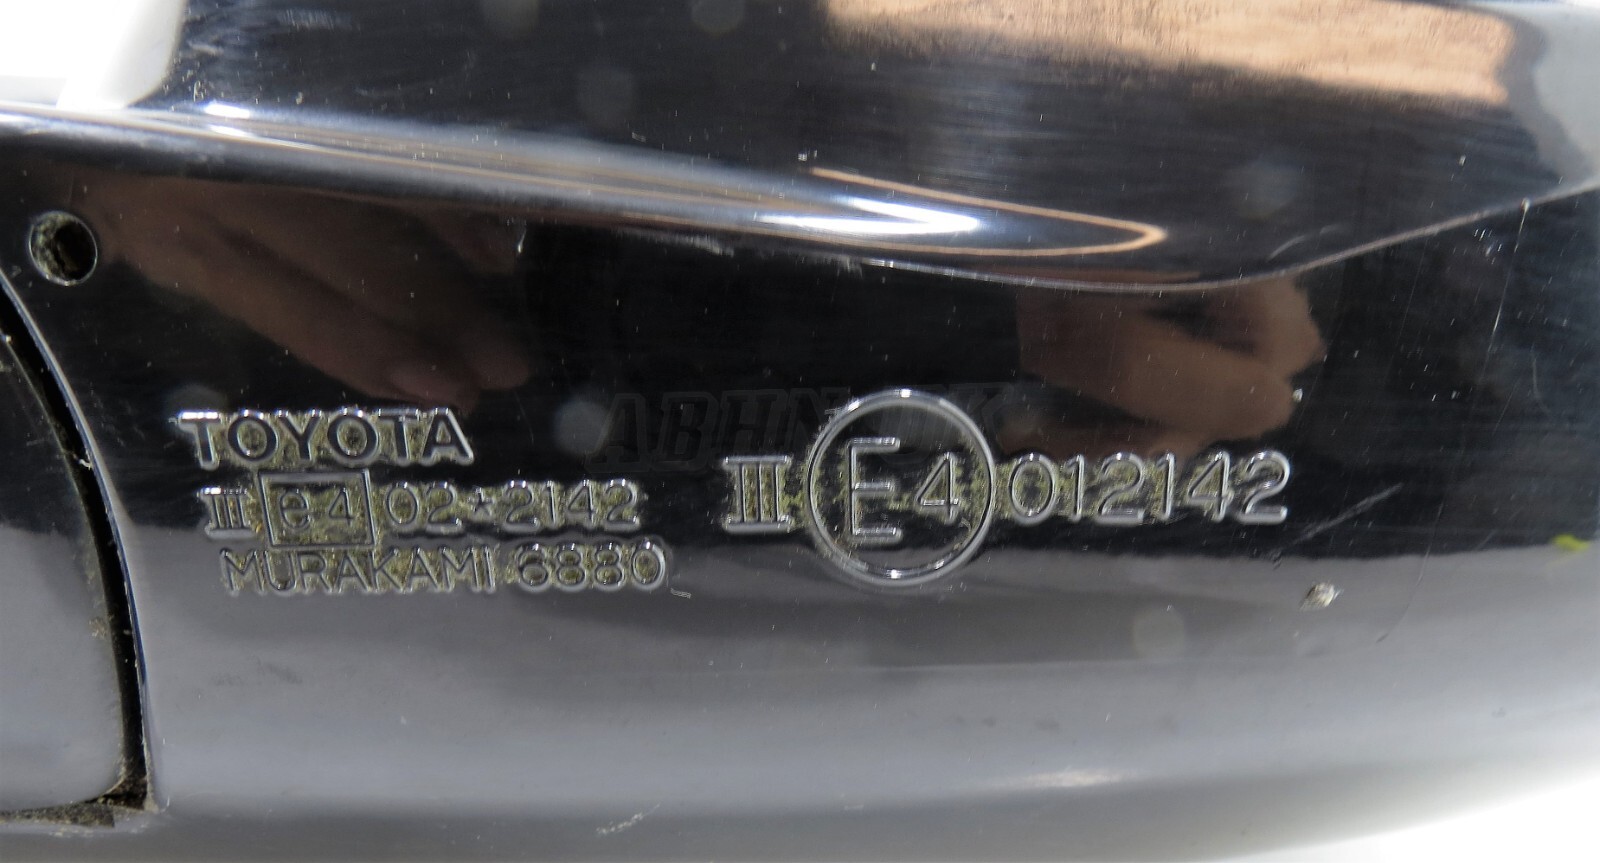 TOYOTA
III e4 02*2142
MURAKAMI 6880
III E4 012142